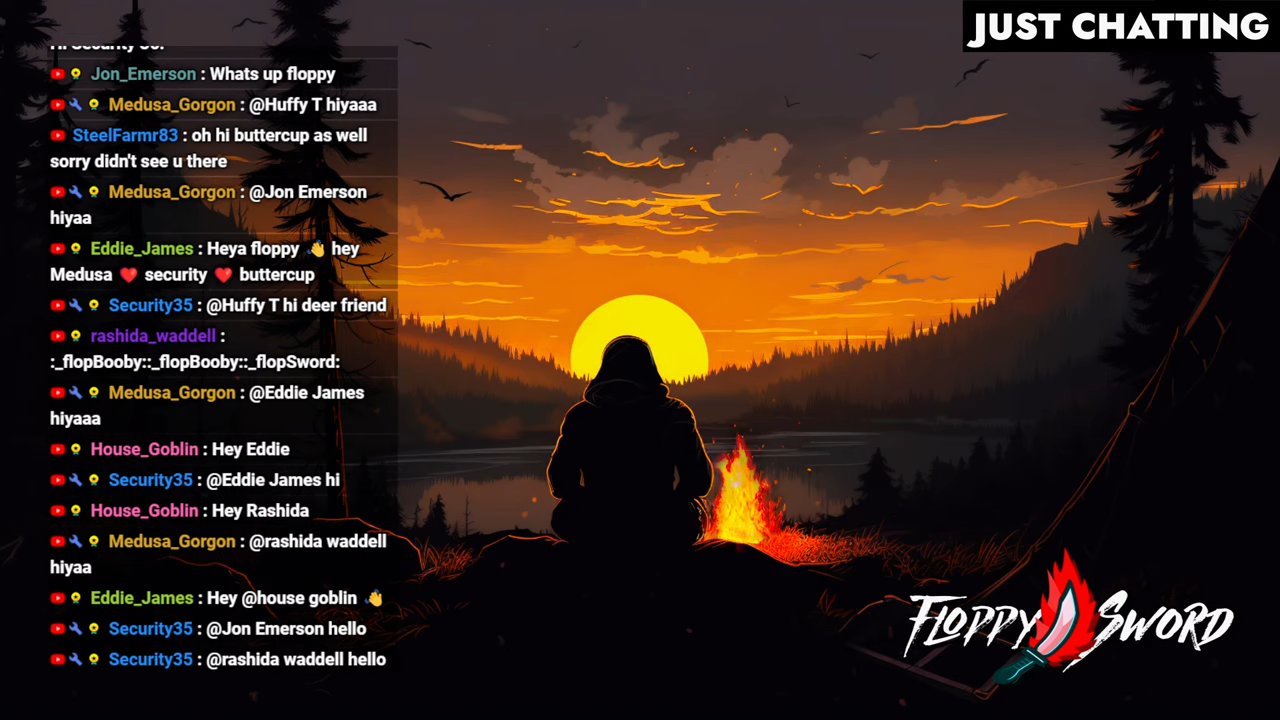 JUST CHATTING
Hi Security 35!
Jon_Emerson : Whats up floppy
Medusa_Gorgon : @Huffy T hiyaaa
SteelFarmr83 : oh hi buttercup as well
sorry didn't see u there
Medusa_Gorgon : @Jon Emerson
hiyaa
Eddie_James : Heya floppy 👋 hey
Medusa ❤️ security ❤️ buttercup
Security35 : @Huffy T hi deer friend
rashida_waddell :
:_flopBooby::_flopBooby::_flopSword:
Medusa_Gorgon : @Eddie James
hiyaaa
House_Goblin : Hey Eddie
Security35 : @Eddie James hi
House_Goblin : Hey Rashida
Medusa_Gorgon : @rashida waddell
hiyaa
Eddie_James : Hey @house goblin 👋
Security35 : @Jon Emerson hello
Security35 : @rashida waddell hello
FLOPPY SWORD